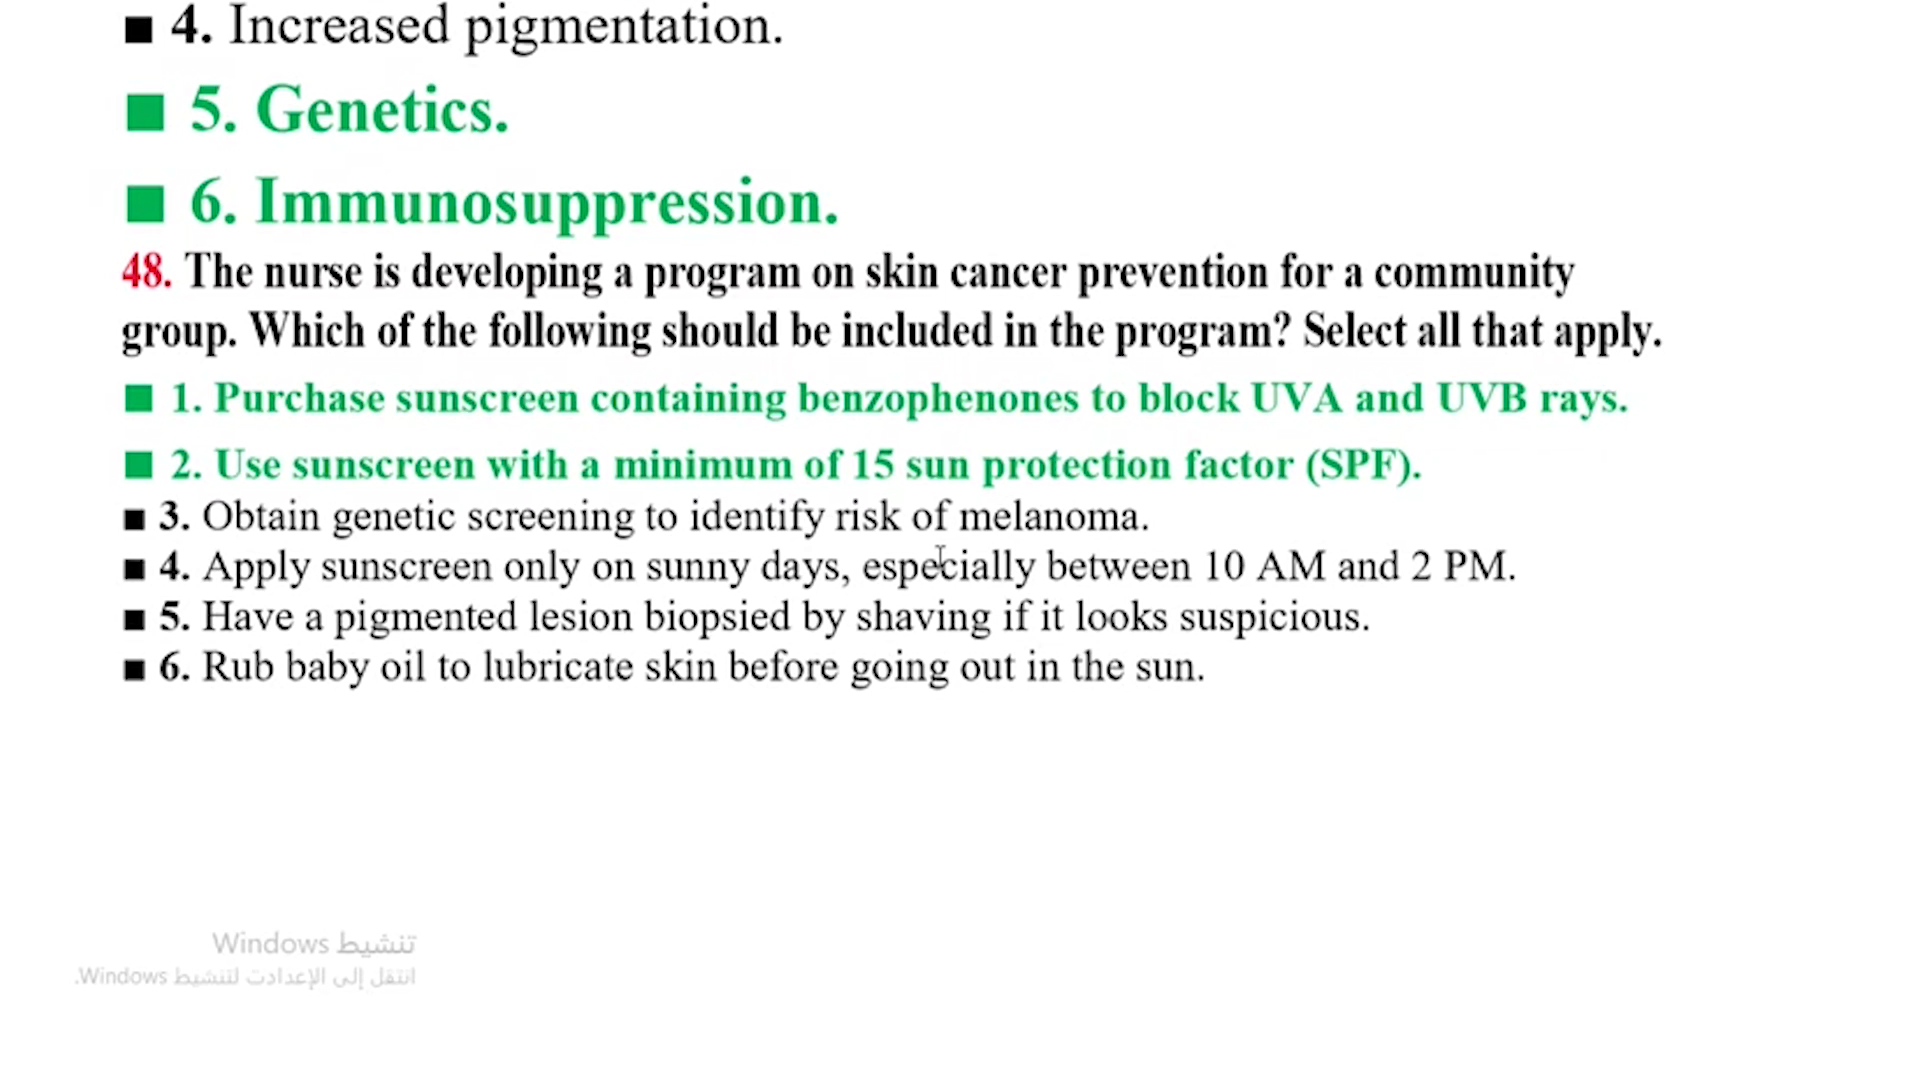 ■ 4. Increased pigmentation.
■ 5. Genetics.
■ 6. Immunosuppression.
48. The nurse is developing a program on skin cancer prevention for a community
group. Which of the following should be included in the program? Select all that apply.
■ 1. Purchase sunscreen containing benzophenones to block UVA and UVB rays.
■ 2. Use sunscreen with a minimum of 15 sun protection factor (SPF).
■ 3. Obtain genetic screening to identify risk of melanoma.
■ 4. Apply sunscreen only on sunny days, especially between 10 AM and 2 PM.
■ 5. Have a pigmented lesion biopsied by shaving if it looks suspicious.
■ 6. Rub baby oil to lubricate skin before going out in the sun.
تنشيط Windows
انتقل إلى الإعدادت لتنشيط Windows.